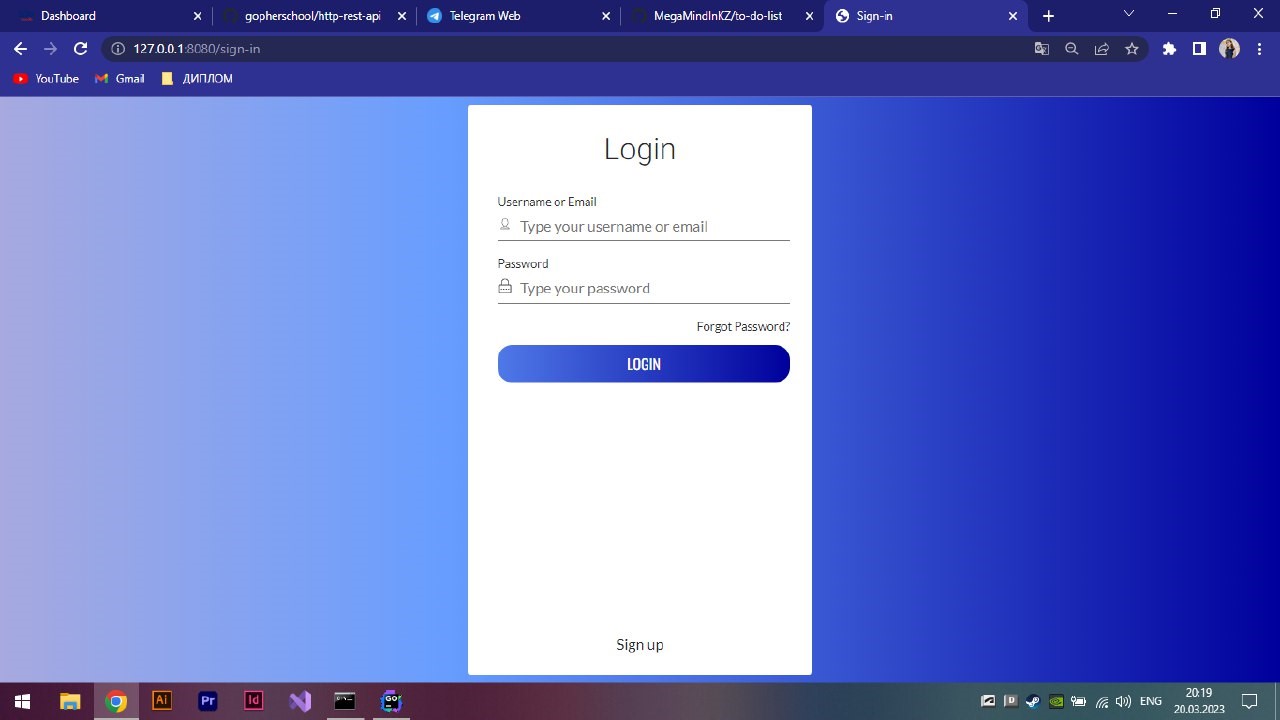 Dashboard
gopherschool/http-rest-api
Telegram Web
MegaMindInKZ/to-do-list
Sign-in
127.0.0.1:8080/sign-in
YouTube
Gmail
ДИПЛОМ
Login
Username or Email
Type your username or email
Password
Type your password
Forgot Password?
LOGIN
Sign up
Ai
Pr
Id
GO
ENG
20:19
20.03.2023